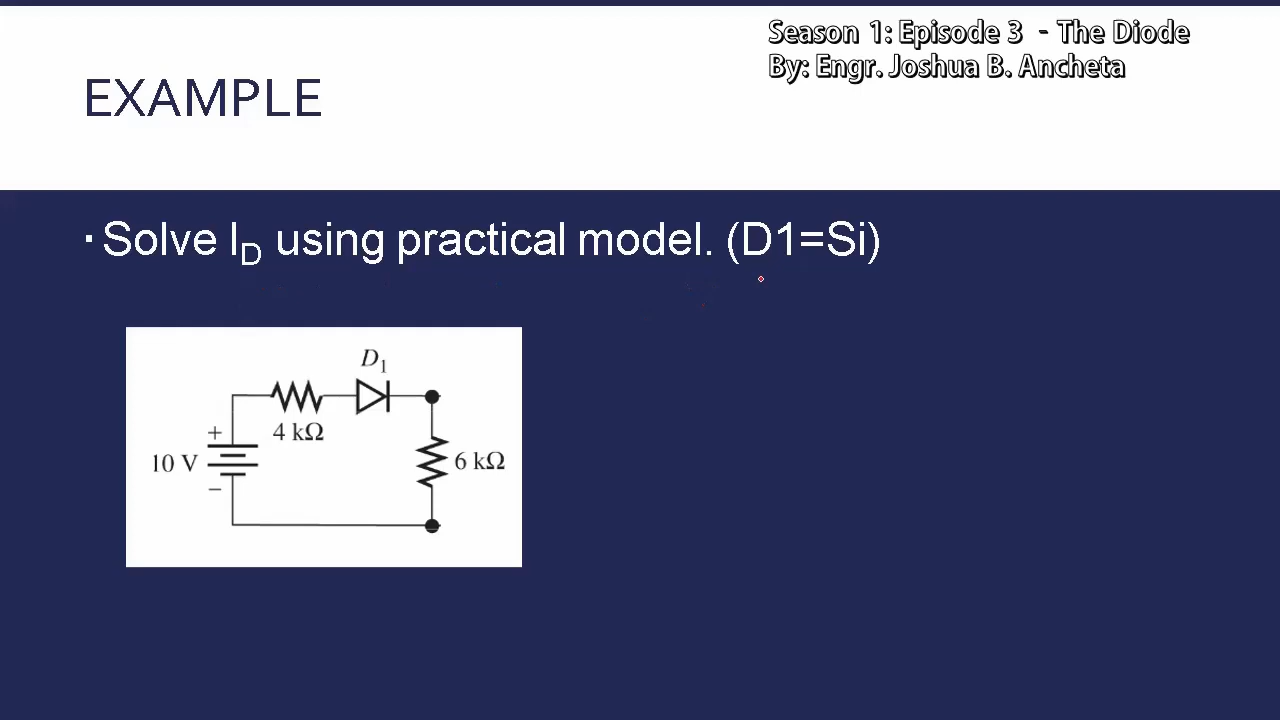 Season 1: Episode 3 - The Diode
By: Engr. Joshua B. Ancheta
EXAMPLE
▪ Solve I_D using practical model. (D1=Si)
D₁
+
4 kΩ
10 V
6 kΩ
−